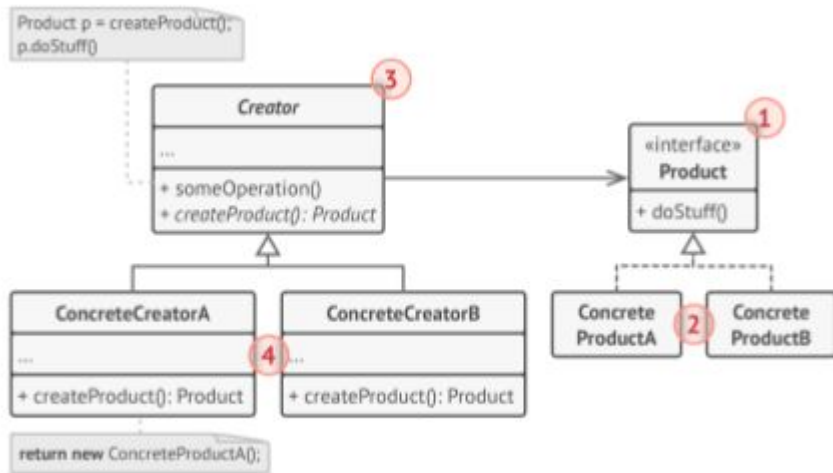 Product p = createProduct();
p.doStuff()
3
Creator
...
+ someOperation()
+ createProduct(): Product
1
«interface»
Product
+ doStuff()
ConcreteCreatorA
...
+ createProduct(): Product
4
ConcreteCreatorB
...
+ createProduct(): Product
Concrete
ProductA
2
Concrete
ProductB
return new ConcreteProductA();